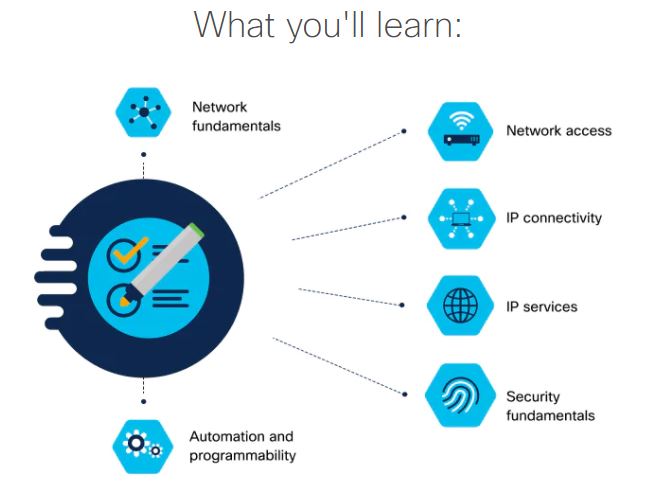 What you'll learn:
Network
fundamentals
Network access
IP connectivity
IP services
Security
fundamentals
Automation and
programmability